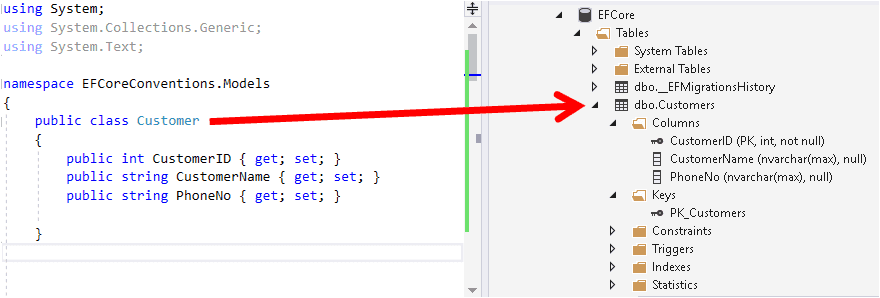 using System;
using System.Collections.Generic;
using System.Text;
namespace EFCoreConventions.Models
{
public class Customer
{
public int CustomerID { get; set; }
public string CustomerName { get; set; }
public string PhoneNo { get; set; }
}
EFCore
Tables
System Tables
External Tables
dbo.__EFMigrationsHistory
dbo.Customers
Columns
CustomerID (PK, int, not null)
CustomerName (nvarchar(max), null)
PhoneNo (nvarchar(max), null)
Keys
PK_Customers
Constraints
Triggers
Indexes
Statistics